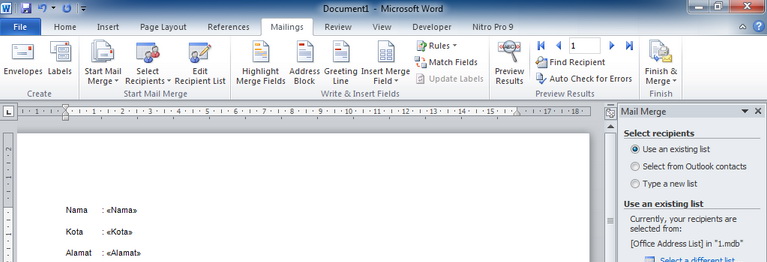 Document1 - Microsoft Word
File Home Insert Page Layout References Mailings Review View Developer Nitro Pro 9
Envelopes Labels Start Mail Merge Select Recipients Edit Recipient List Highlight Merge Fields Address Block Greeting Line Insert Merge Field Rules Match Fields Update Labels Preview Results 1 Find Recipient Auto Check for Errors Finish & Merge
Create Start Mail Merge Write & Insert Fields Preview Results Finish
Mail Merge
Select recipients
Use an existing list
Select from Outlook contacts
Type a new list
Use an existing list
Currently, your recipients are
selected from:
[Office Address List] in "1.mdb"
Select a different list
Nama : «Nama»
Kota : «Kota»
Alamat : «Alamat»